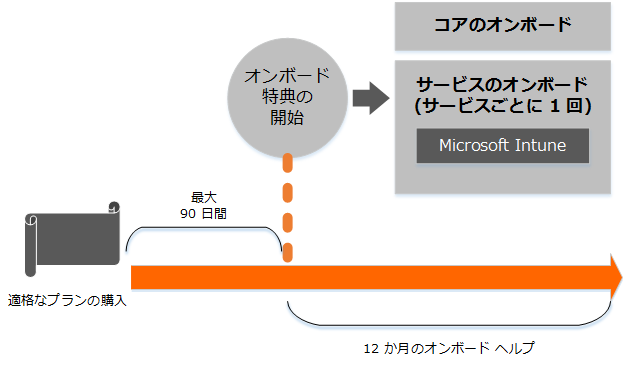 コアのオンボード
オンボード
特典の
開始
サービスのオンボード
(サービスごとに 1 回)
Microsoft Intune
最大
90 日間
適格なプランの購入
12 か月のオンボード ヘルプ